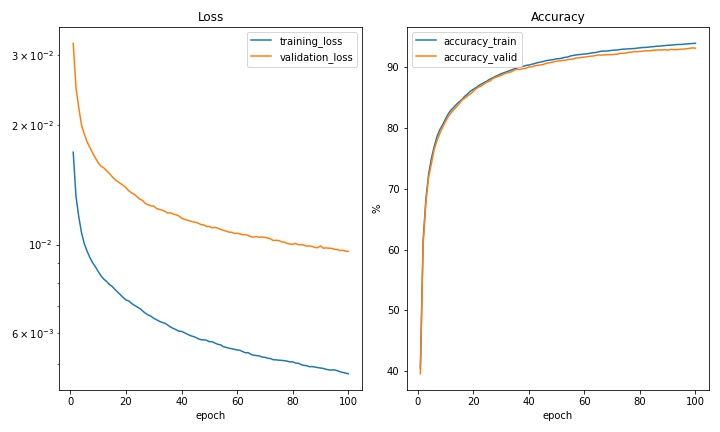 Loss
training_loss
validation_loss
3 × 10⁻²
2 × 10⁻²
10⁻²
6 × 10⁻³
0
20
40
60
80
100
epoch
Accuracy
accuracy_train
accuracy_valid
90
80
70
60
50
40
%
0
20
40
60
80
100
epoch